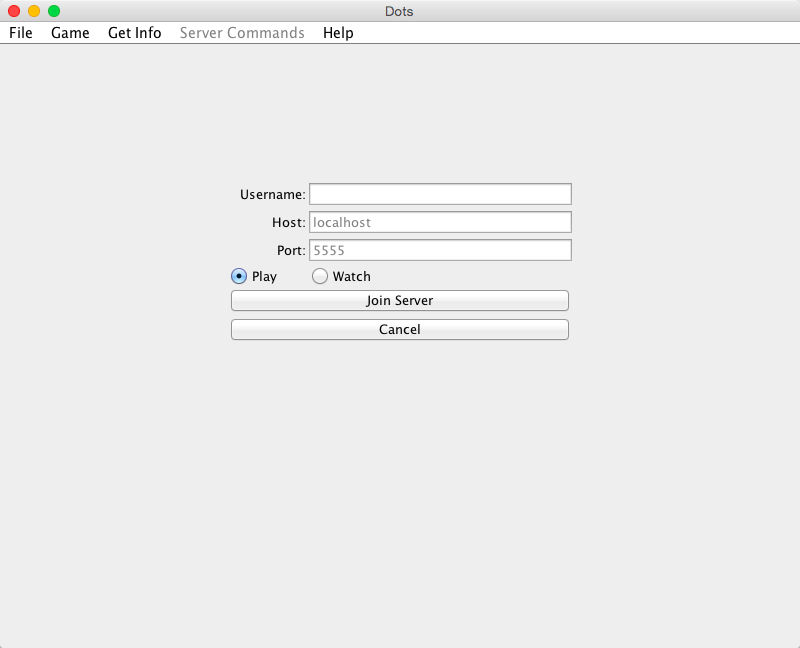 Dots
File Game Get Info Server Commands Help
Username:
Host: localhost
Port: 5555
Play Watch
Join Server
Cancel